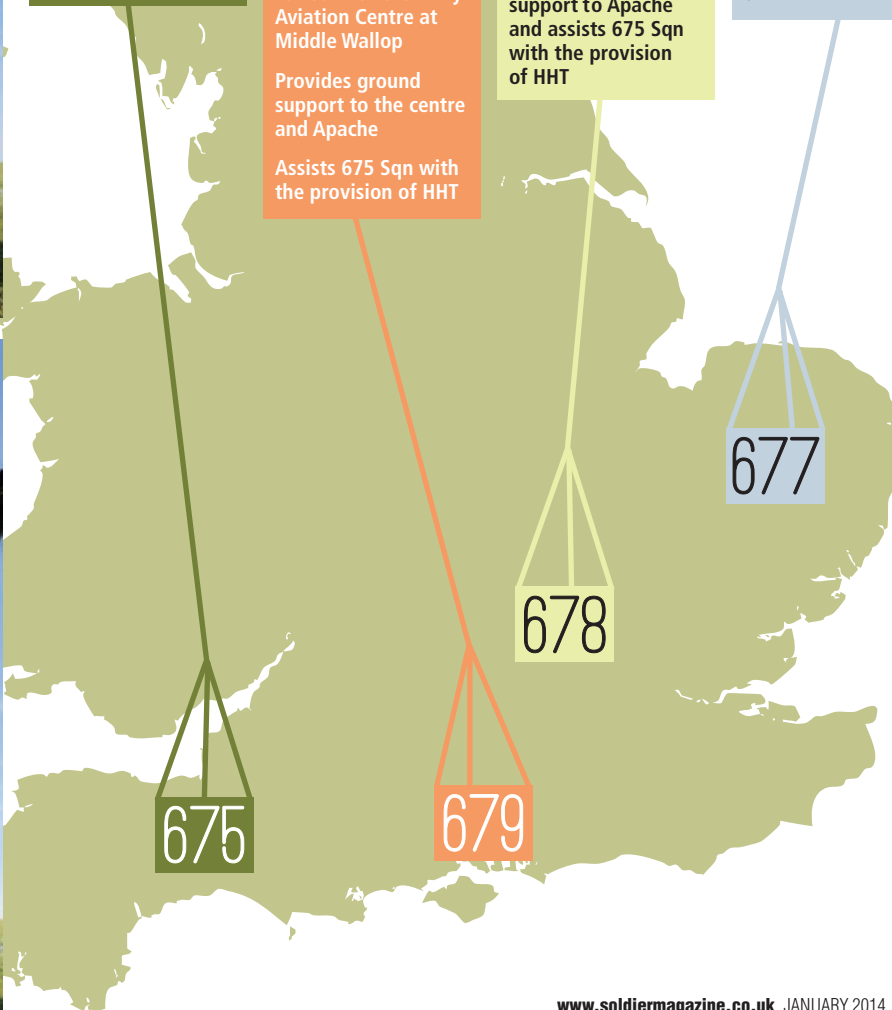 Aviation Centre at
Middle Wallop
Provides ground
support to the centre
and Apache
Assists 675 Sqn with
the provision of HHT
support to Apache
and assists 675 Sqn
with the provision
of HHT
677
678
675
679
www.soldiermagazine.co.uk JANUARY 2014